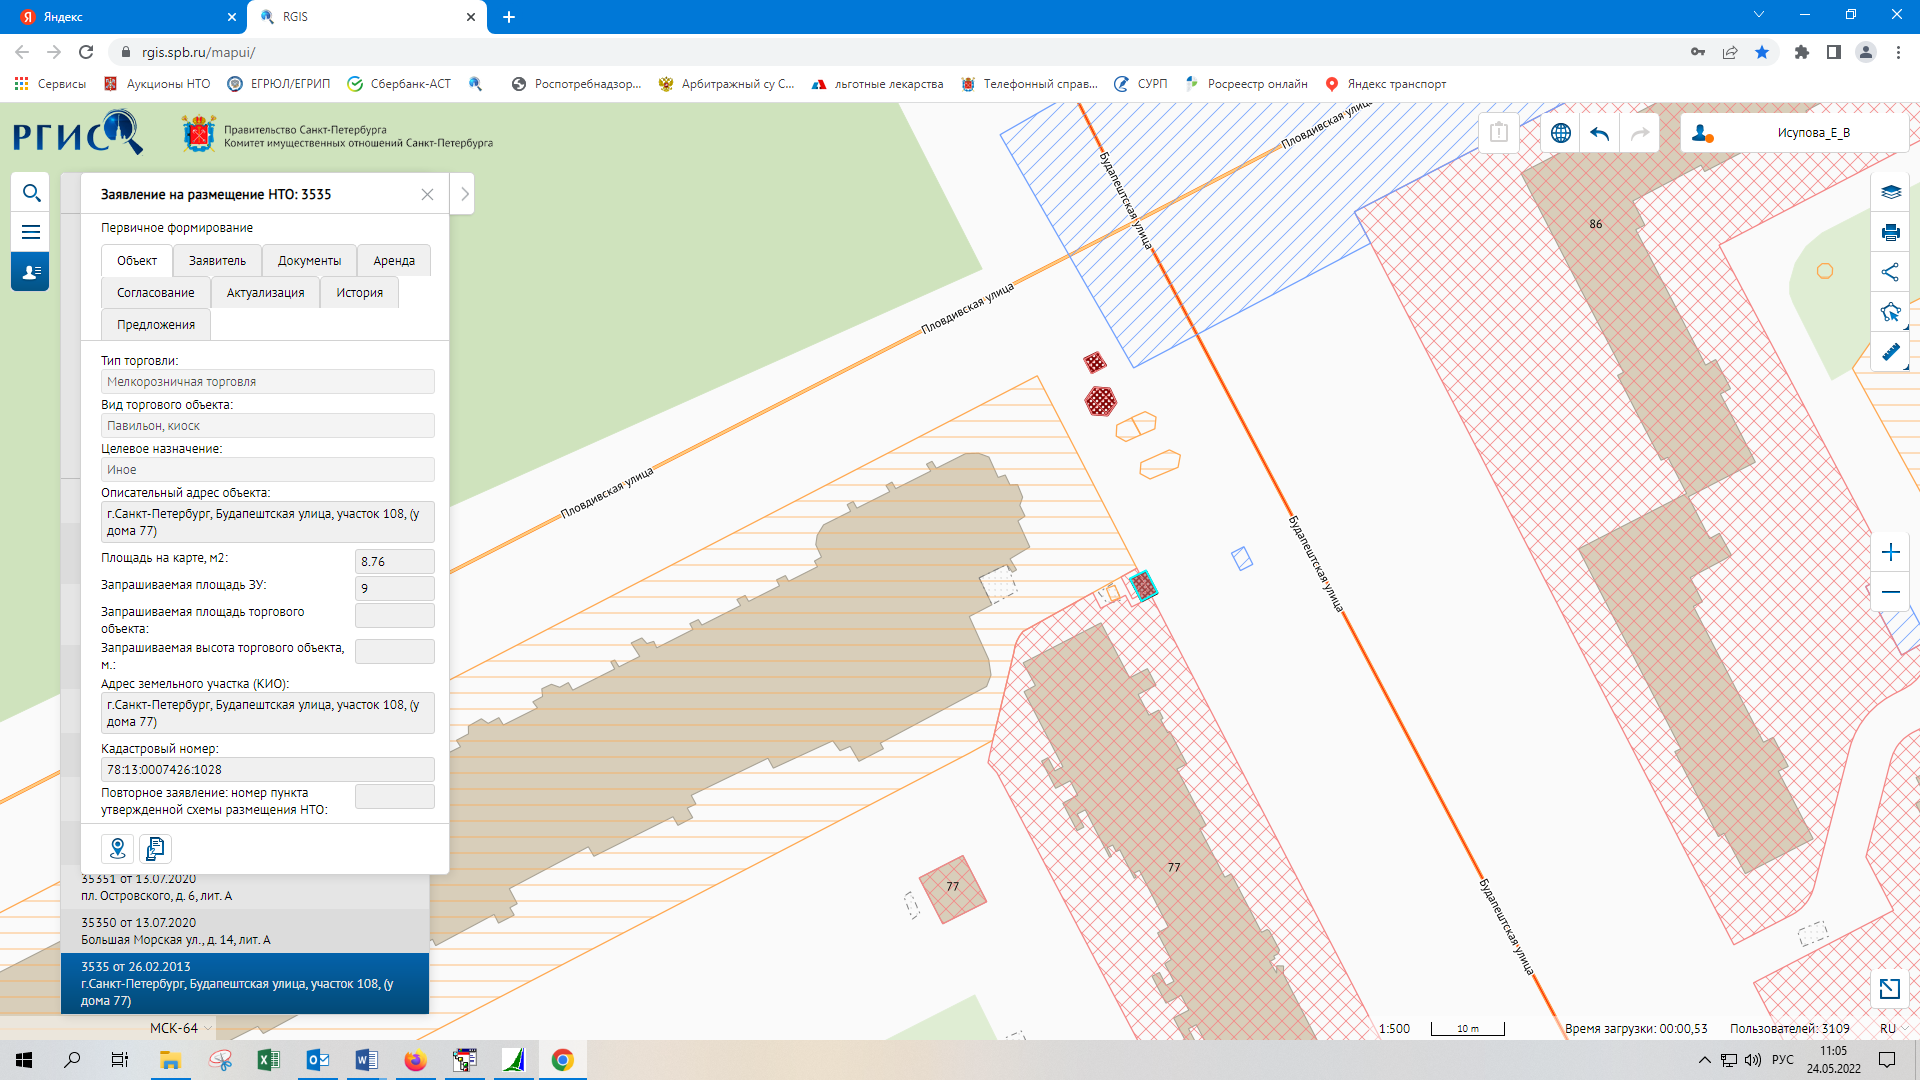 Яндекс
RGIS
rgis.spb.ru/mapui/
Сервисы
Аукционы НТО
ЕГРЮЛ/ЕГРИП
Сбербанк-АСТ
Роспотребнадзор...
Арбитражный су С...
льготные лекарства
Телефонный справ...
СУРП
Росреестр онлайн
Яндекс транспорт
РГИС
Правительство Санкт-Петербурга
Комитет имущественных отношений Санкт-Петербурга
Исупова_Е_В
Заявление на размещение НТО: 3535
Первичное формирование
Объект
Заявитель
Документы
Аренда
Согласование
Актуализация
История
Предложения
Тип торговли:
Мелкорозничная торговля
Вид торгового объекта:
Павильон, киоск
Целевое назначение:
Иное
Описательный адрес объекта:
г.Санкт-Петербург, Будапештская улица, участок 108, (у
дома 77)
Площадь на карте, м2:
8.76
Запрашиваемая площадь ЗУ:
9
Запрашиваемая площадь торгового
объекта:
Запрашиваемая высота торгового объекта,
м.:
Адрес земельного участка (КИО):
г.Санкт-Петербург, Будапештская улица, участок 108, (у
дома 77)
Кадастровый номер:
78:13:0007426:1028
Повторное заявление: номер пункта
утвержденной схемы размещения НТО:
35351 от 13.07.2020
пл. Островского, д. 6, лит. А
35350 от 13.07.2020
Большая Морская ул., д. 14, лит. А
3535 от 26.02.2013
г.Санкт-Петербург, Будапештская улица, участок 108, (у
дома 77)
МСК-64
Пловдивская улица
Пловдивская улица
Пловдивская улица
Будапештская улица
Будапештская улица
Будапештская улица
86
77
77
1:500
10 m
Время загрузки: 00:00,53
Пользователей: 3109
RU
РУС
11:05
24.05.2022